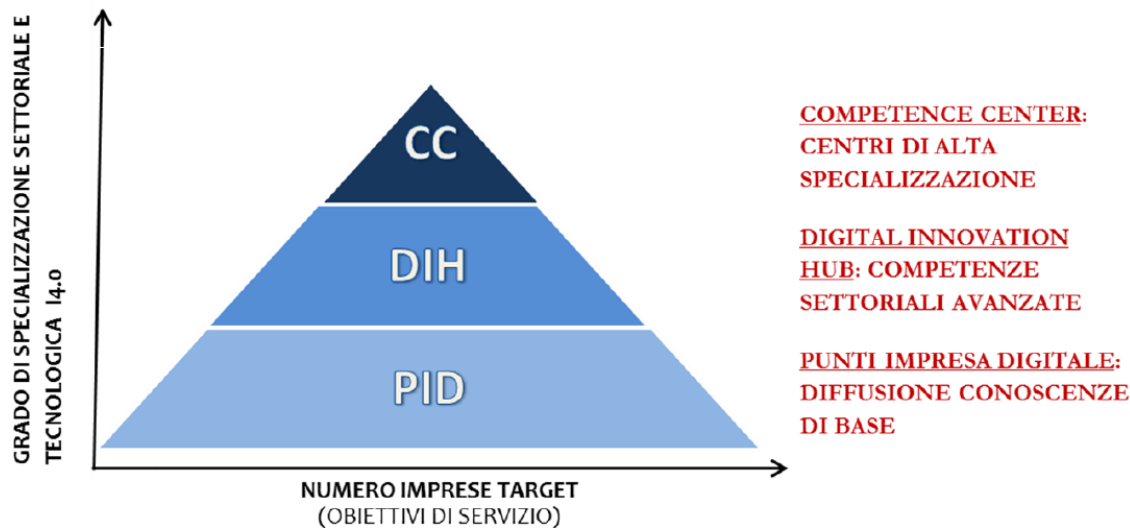 GRADO DI SPECIALIZZAZIONE SETTORIALE E
TECNOLOGICA I4.0
CC
DIH
PID
NUMERO IMPRESE TARGET
(OBIETTIVI DI SERVIZIO)
COMPETENCE CENTER:
CENTRI DI ALTA
SPECIALIZZAZIONE
DIGITAL INNOVATION
HUB: COMPETENZE
SETTORIALI AVANZATE
PUNTI IMPRESA DIGITALE:
DIFFUSIONE CONOSCENZE
DI BASE